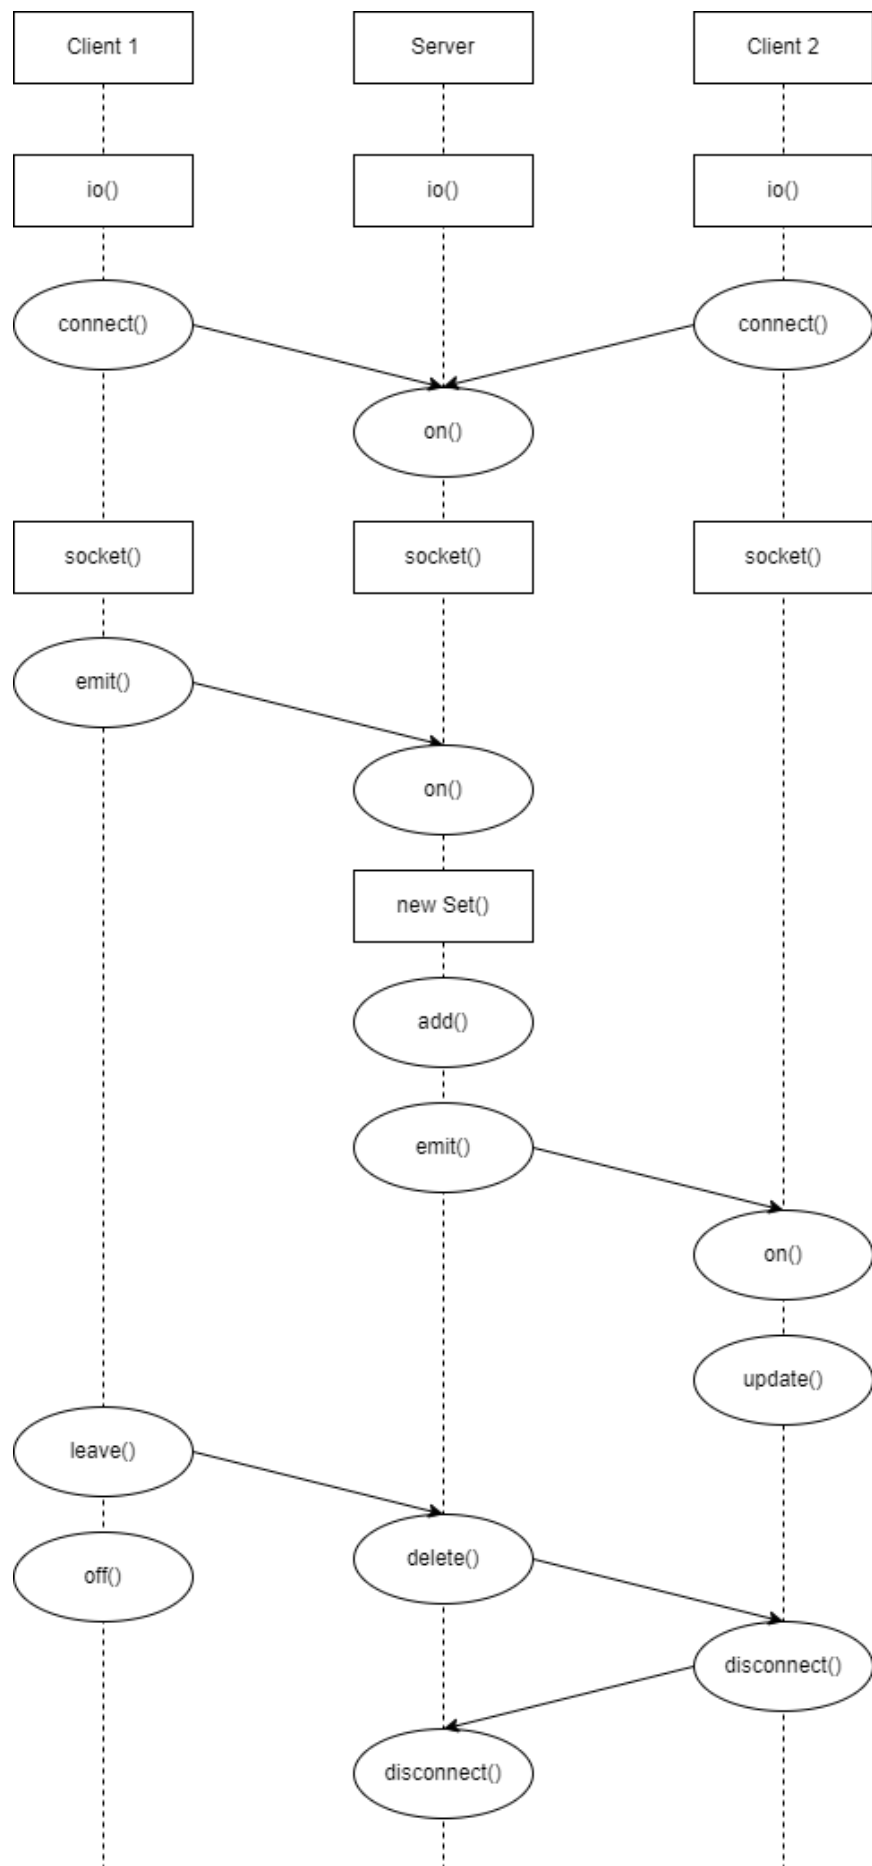 Client 1
Server
Client 2
io()
io()
io()
connect()
connect()
on()
socket()
socket()
socket()
emit()
on()
new Set()
add()
emit()
on()
update()
leave()
delete()
off()
disconnect()
disconnect()